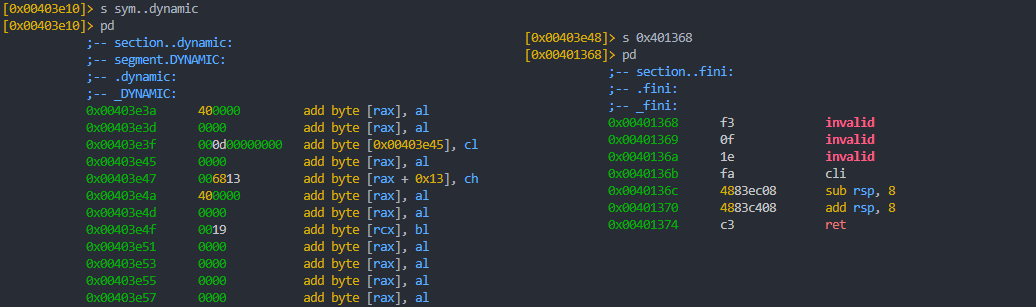 [0x00403e10]> s sym..dynamic
[0x00403e10]> pd
;-- section..dynamic:
;-- segment.DYNAMIC:
;-- .dynamic:
;-- _DYNAMIC:
0x00403e3a 400000 add byte [rax], al
0x00403e3d 0000 add byte [rax], al
0x00403e3f 000d00000000 add byte [0x00403e45], cl
0x00403e45 0000 add byte [rax], al
0x00403e47 006813 add byte [rax + 0x13], ch
0x00403e4a 400000 add byte [rax], al
0x00403e4d 0000 add byte [rax], al
0x00403e4f 0019 add byte [rcx], bl
0x00403e51 0000 add byte [rax], al
0x00403e53 0000 add byte [rax], al
0x00403e55 0000 add byte [rax], al
0x00403e57 0000 add byte [rax], al
[0x00403e48]> s 0x401368
[0x00401368]> pd
;-- section..fini:
;-- .fini:
;-- _fini:
0x00401368 f3 invalid
0x00401369 0f invalid
0x0040136a 1e invalid
0x0040136b fa cli
0x0040136c 4883ec08 sub rsp, 8
0x00401370 4883c408 add rsp, 8
0x00401374 c3 ret